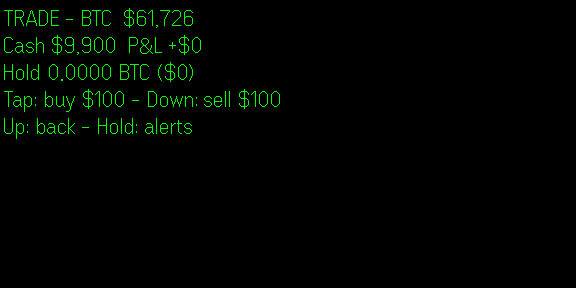 TRADE - BTC $61,726
Cash $9,900 P&L +$0
Hold 0.0000 BTC ($0)
Tap: buy $100 - Down: sell $100
Up: back - Hold: alerts